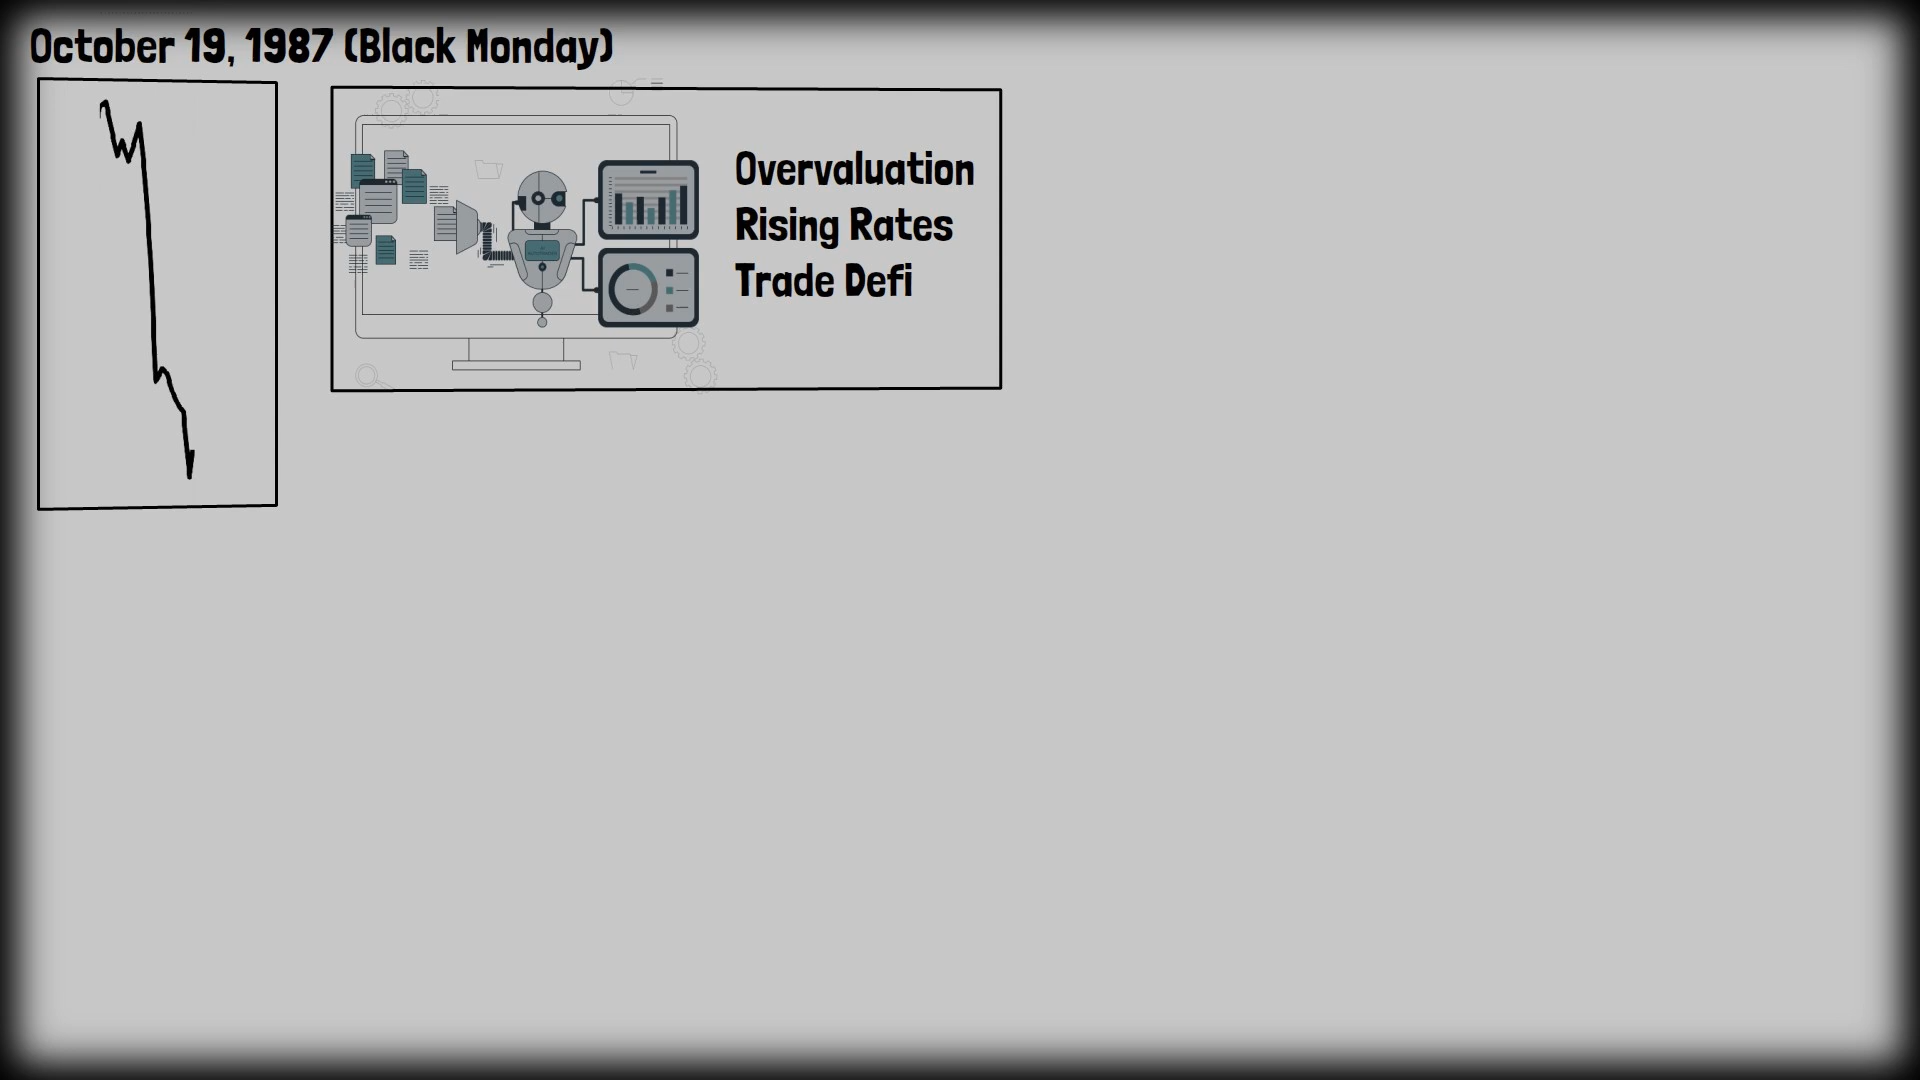 October 19, 1987 (Black Monday)
Overvaluation
Rising Rates
Trade Defi